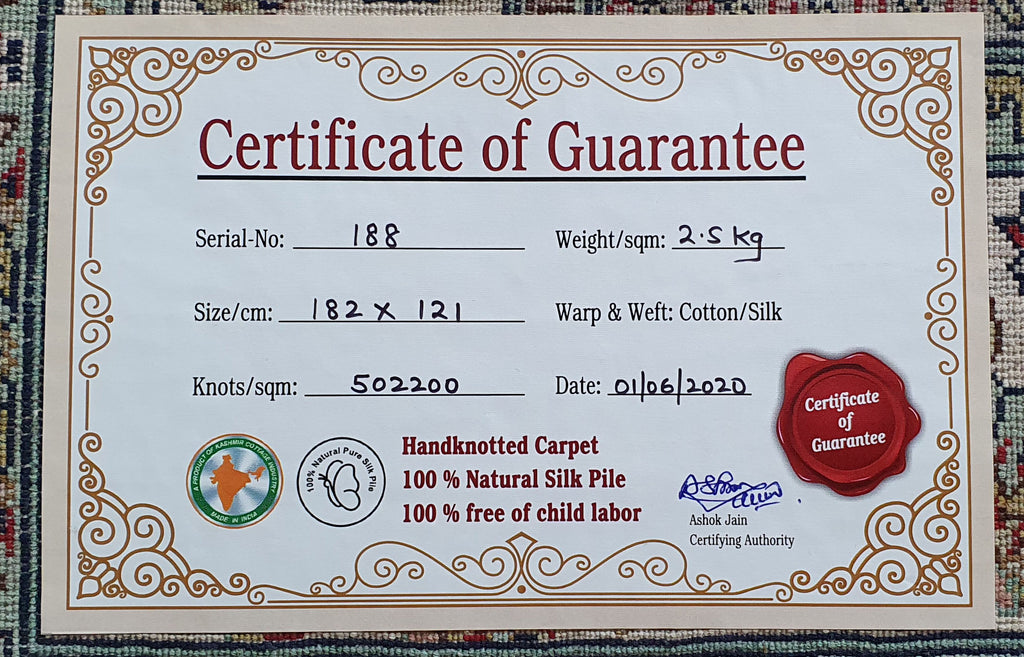 Certificate of Guarantee
Serial-No: 188
Weight/sqm: 2.5 kg
Size/cm: 182 x 121
Warp & Weft: Cotton/Silk
Knots/sqm: 502200
Date: 01/06/2020
Certificate
of
Guarantee
A PRODUCT OF KASHMIR COTTAGE INDUSTRY
MADE IN INDIA
100% Natural Pure Silk Pile
Handknotted Carpet
100 % Natural Silk Pile
100 % free of child labor
Ashok Jain
Certifying Authority